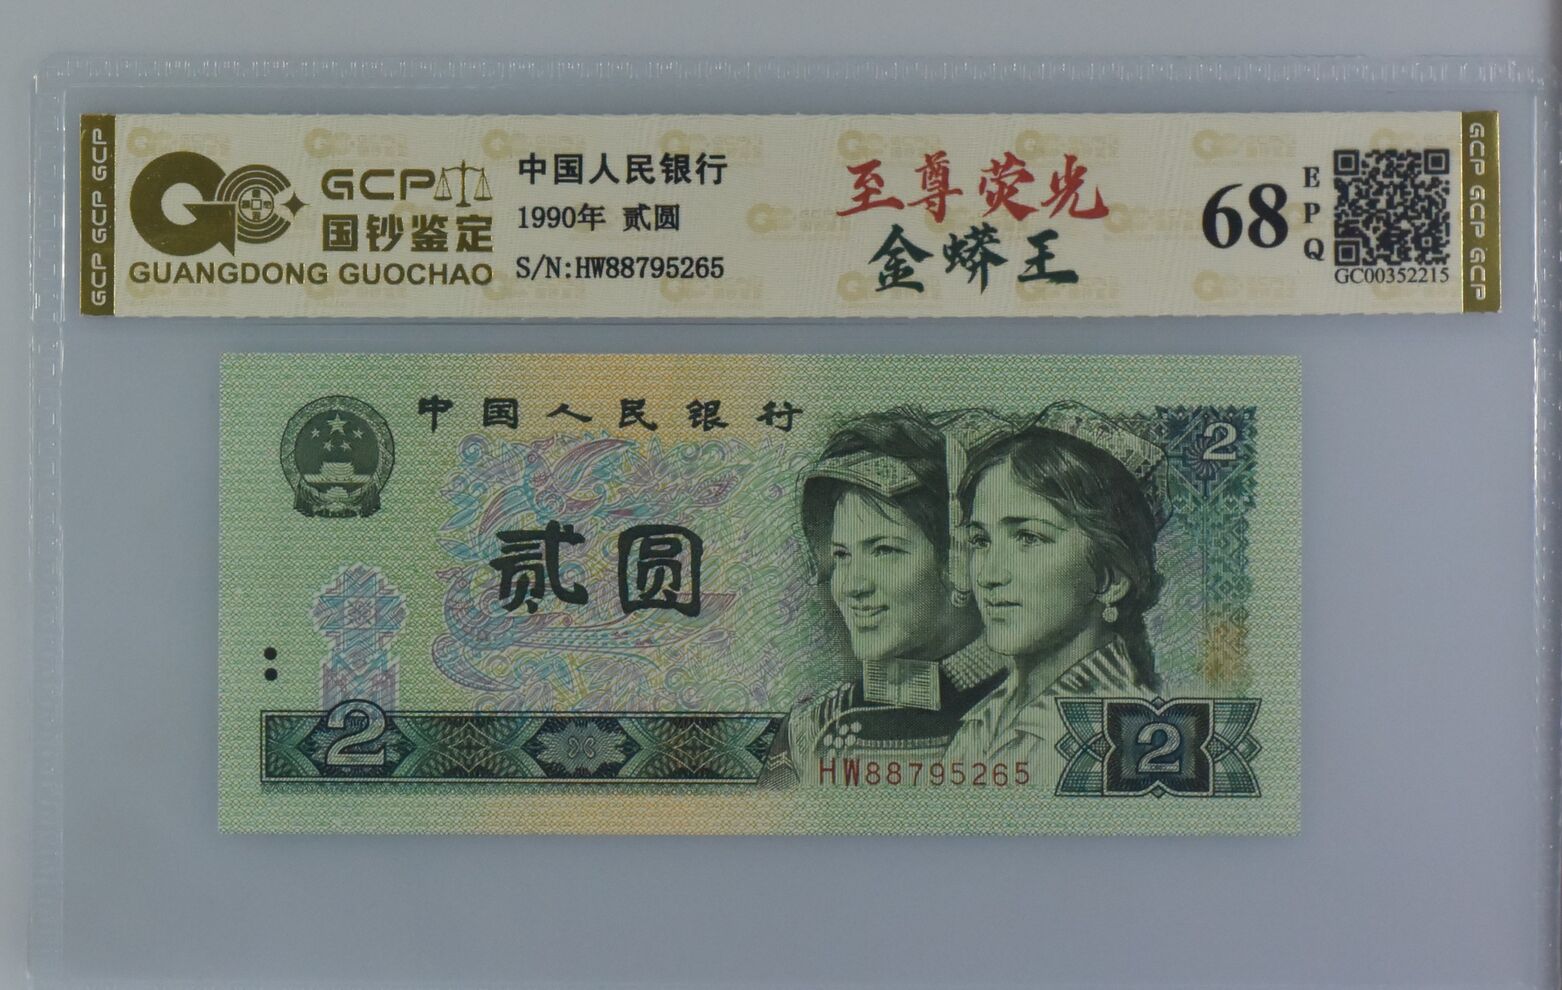 GCP GCP GCP
GCP
国钞鉴定
GUANGDONG GUOCHAO
中国人民银行
1990年 贰圆
S/N:HW88795265
至尊荧光
金蟒王
68
EPQ
GC00352215
GCP GCP GCP
中国人民银行
2
贰圆
2
2
HW88795265